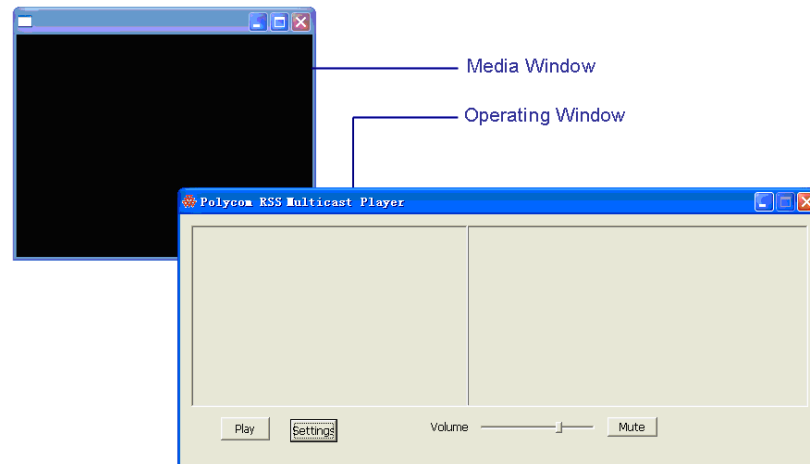 Media Window
Operating Window
Polycom RSS Multicast Player
Play Settings Volume Mute